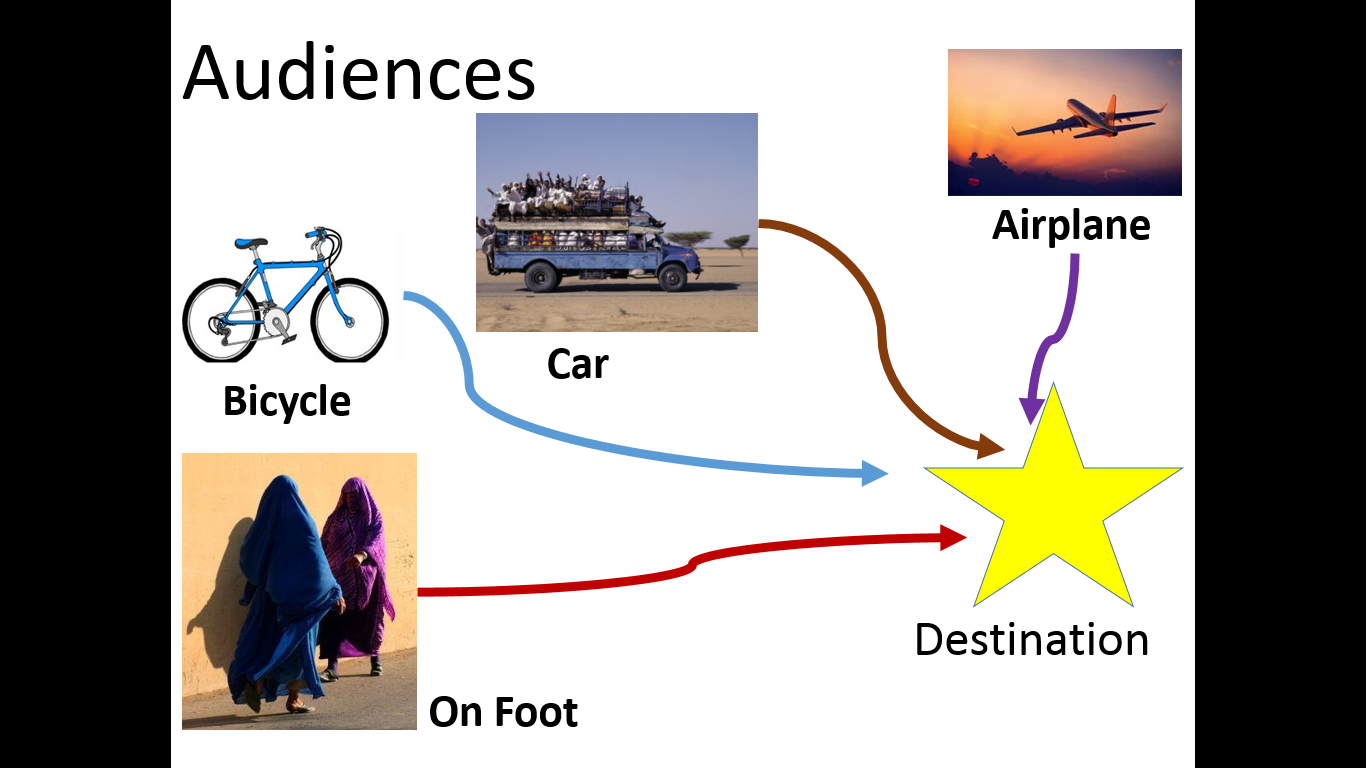 Audiences
Airplane
Car
Bicycle
Destination
On Foot